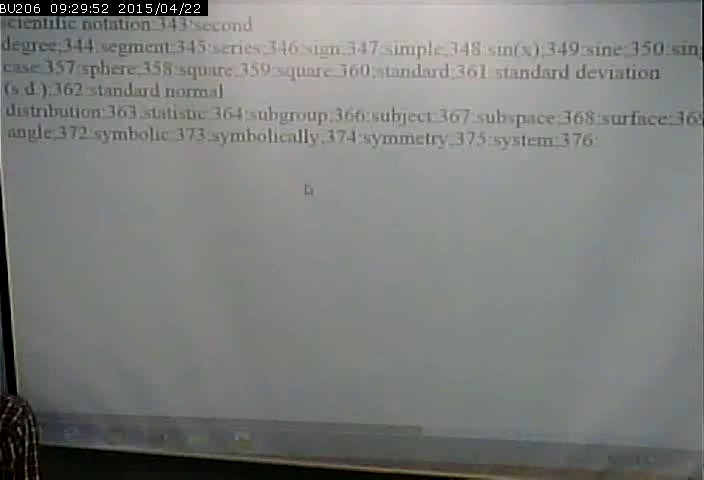 BU206 09:29:52 2015/04/22
scientific notation;343:second
degree;344:segment;345:series;346:sign;347:simple;348:sin(x);349:sine;350:sin
case;357:sphere;358:square;359:square;360:standard;361:standard deviation
(s.d.);362:standard normal
distribution;363:statistic;364:subgroup;366:subject;367:subspace;368:surface;369
angle;372:symbolic;373:symbolically;374:symmetry;375:system;376: